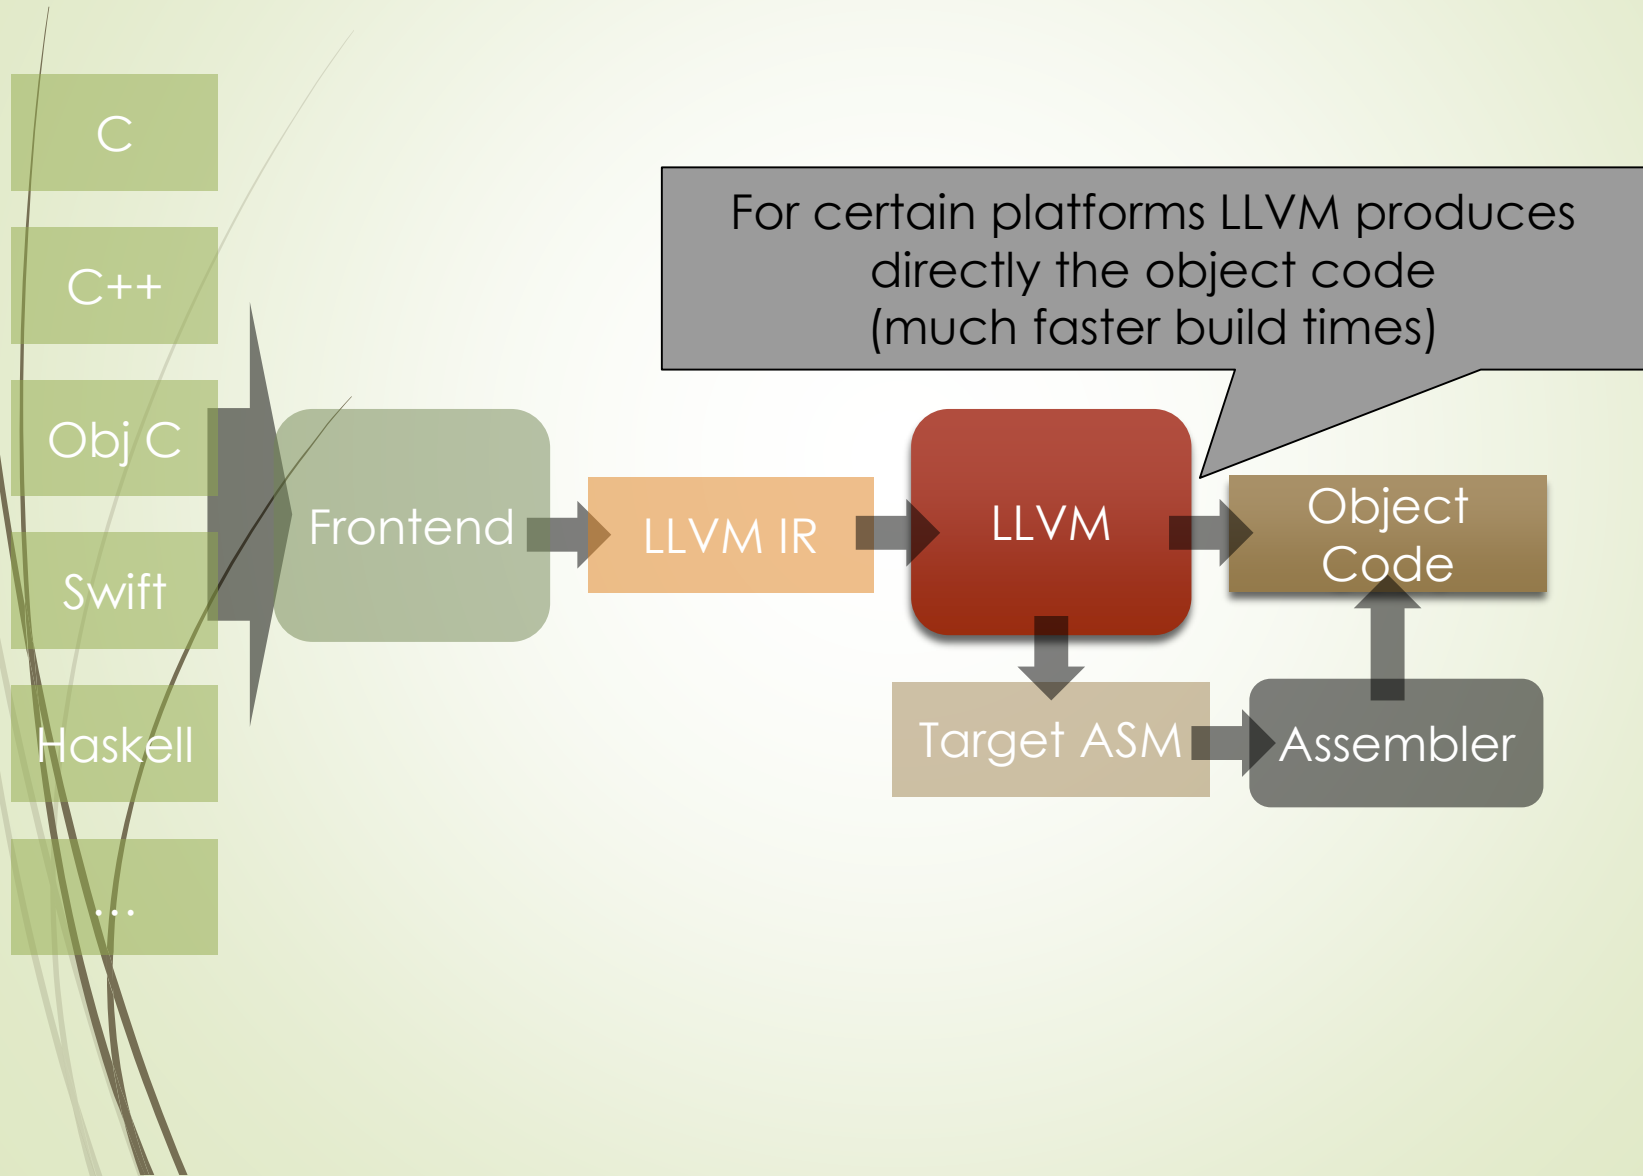 C
C++
Obj C
Swift
Haskell
...
For certain platforms LLVM produces
directly the object code
(much faster build times)
Frontend
LLVM IR
LLVM
Object
Code
Target ASM
Assembler